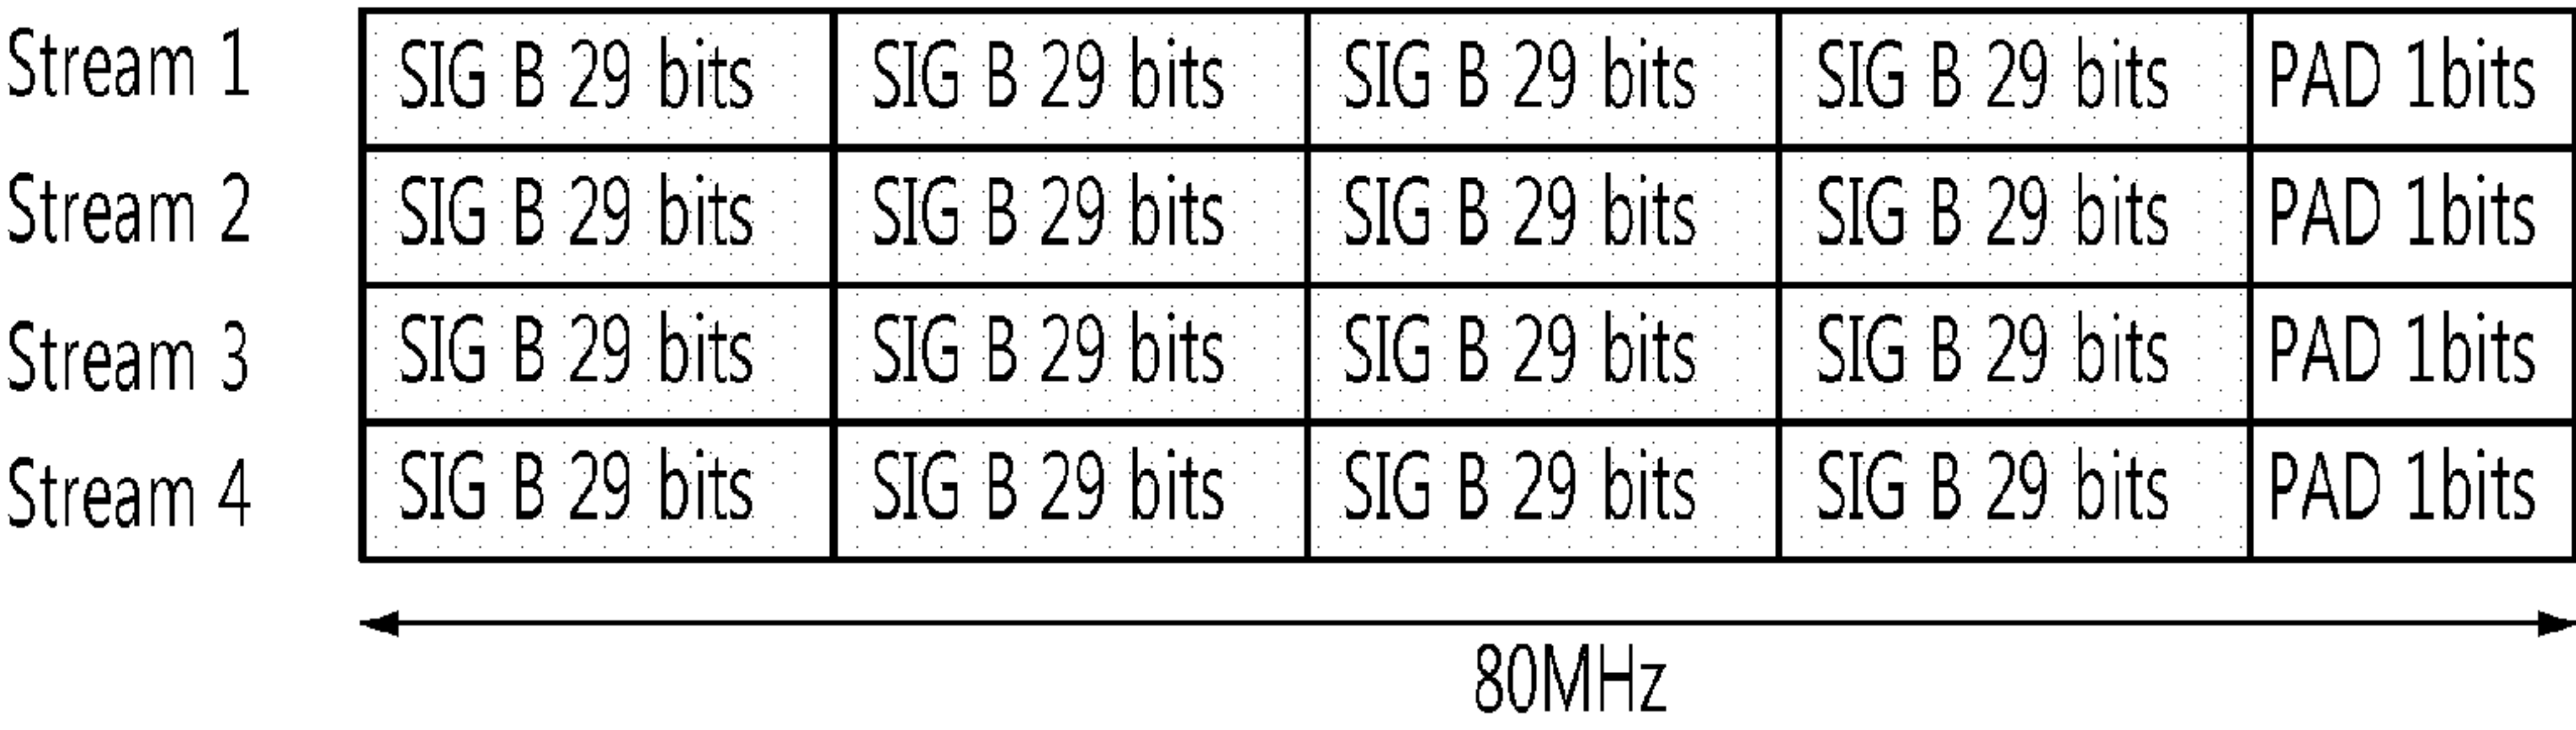 Stream 1 SIG B 29 bits SIG B 29 bits SIG B 29 bits SIG B 29 bits PAD 1bits
Stream 2 SIG B 29 bits SIG B 29 bits SIG B 29 bits SIG B 29 bits PAD 1bits
Stream 3 SIG B 29 bits SIG B 29 bits SIG B 29 bits SIG B 29 bits PAD 1bits
Stream 4 SIG B 29 bits SIG B 29 bits SIG B 29 bits SIG B 29 bits PAD 1bits
80MHz